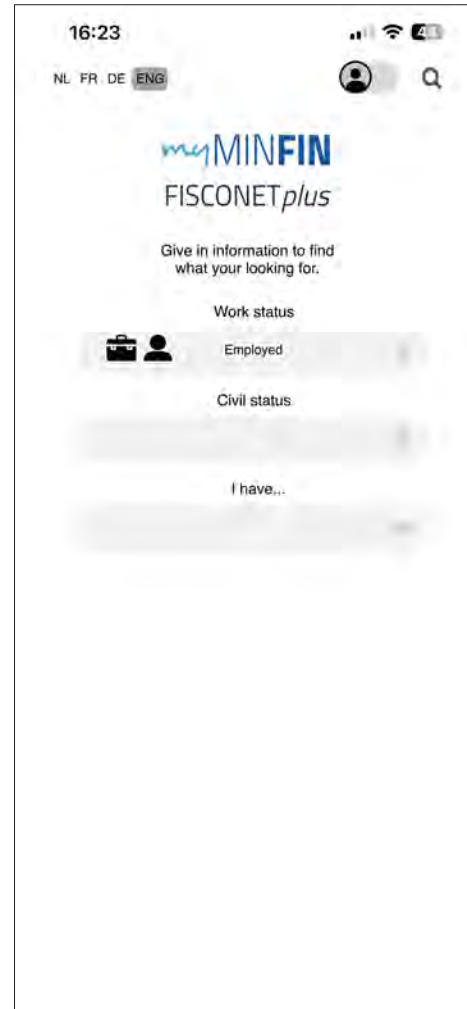 16:23
NL FR DE ENG
myMINFIN
FISCONETplus
Give in information to find
what your looking for.
Work status
Employed
Civil status
I have...